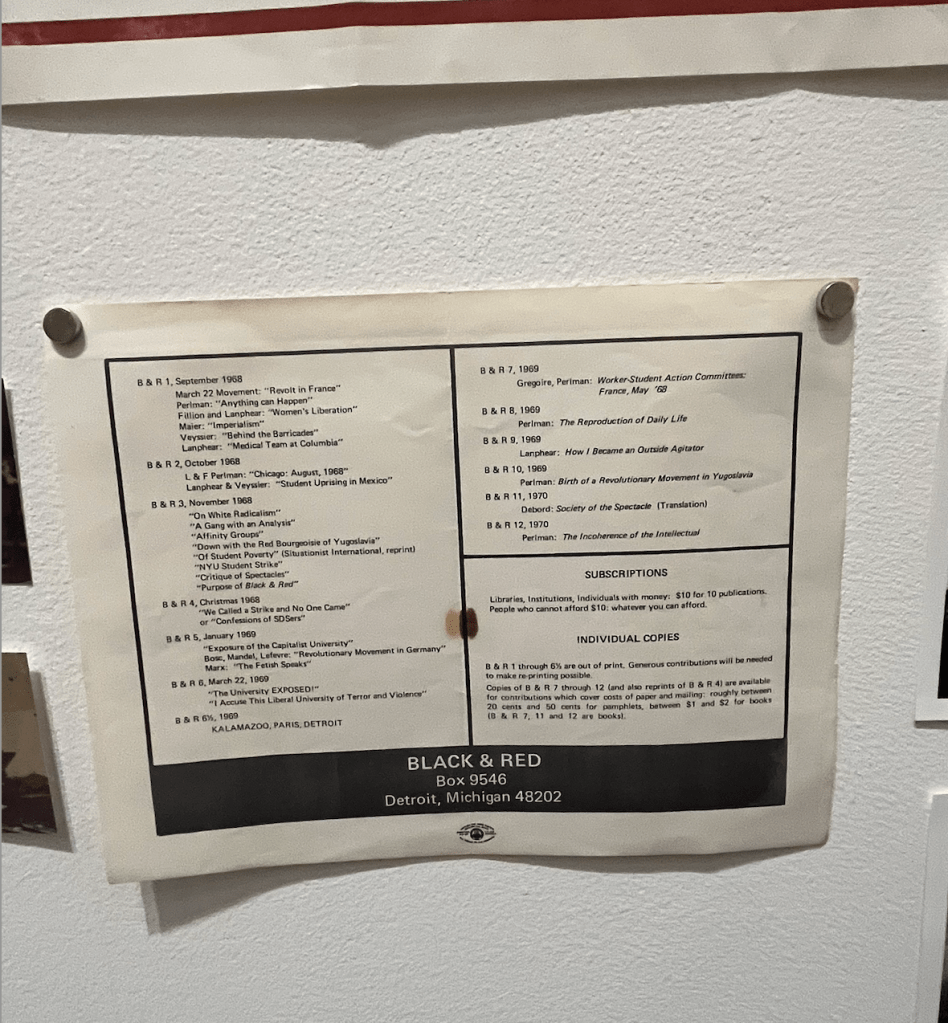 B & R 1, September 1968
March 22 Movement: "Revolt in France"
Perlman: "Anything can Happen"
Fillion and Lanphear: "Women's Liberation"
Maier: "Imperialism"
Veyssier: "Behind the Barricades"
Lanphear: "Medical Team at Columbia"
B & R 2, October 1968
L & F Perlman: "Chicago: August, 1968"
Lanphear & Veyssier: "Student Uprising in Mexico"
B & R 3, November 1968
"On White Radicalism"
"A Gang with an Analysis"
"Affinity Groups"
"Down with the Red Bourgeoisie of Yugoslavia"
"Of Student Poverty" (Situationist International, reprint)
"NYU Student Strike"
"Critique of Spectacles"
"Purpose of Black & Red"
B & R 4, Christmas 1968
"We Called a Strike and No One Came"
or "Confessions of SDSers"
B & R 5, January 1969
"Exposure of the Capitalist University"
Bosc, Mandel, Lefevre: "Revolutionary Movement in Germany"
Marx: "The Fetish Speaks"
B & R 6, March 22, 1969
"The University EXPOSED!"
"I Accuse This Liberal University of Terror and Violence"
B & R 6½, 1969
KALAMAZOO, PARIS, DETROIT
B & R 7, 1969
Gregoire, Perlman: Worker-Student Action Committees:
France, May '68
B & R 8, 1969
Perlman: The Reproduction of Daily Life
B & R 9, 1969
Lanphear: How I Became an Outside Agitator
B & R 10, 1969
Perlman: Birth of a Revolutionary Movement in Yugoslavia
B & R 11, 1970
Debord: Society of the Spectacle (Translation)
B & R 12, 1970
Perlman: The Incoherence of the Intellectual
SUBSCRIPTIONS
Libraries, Institutions, Individuals with money: $10 for 10 publications.
People who cannot afford $10: whatever you can afford.
INDIVIDUAL COPIES
B & R 1 through 6½ are out of print. Generous contributions will be needed
to make re-printing possible.
Copies of B & R 7 through 12 (and also reprints of B & R 4) are available
for contributions which cover costs of paper and mailing: roughly between
20 cents and 50 cents for pamphlets, between $1 and $2 for books
(B & R 7, 11 and 12 are books).
BLACK & RED
Box 9546
Detroit, Michigan 48202